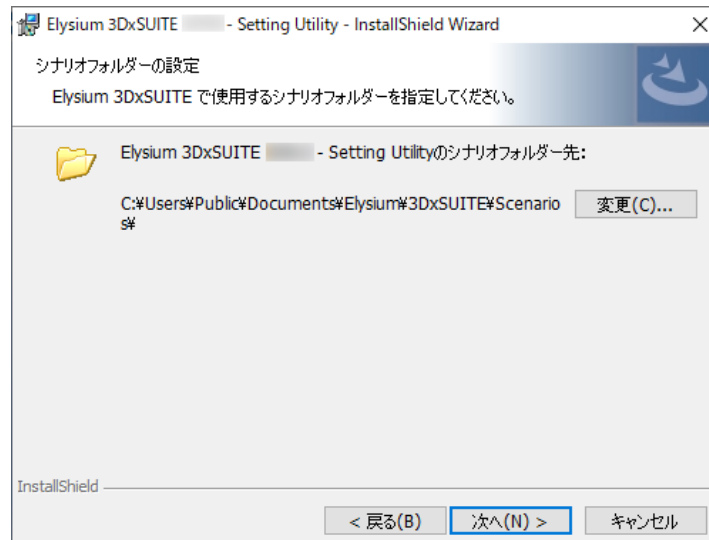 Elysium 3DxSUITE - Setting Utility - InstallShield Wizard
シナリオフォルダーの設定
Elysium 3DxSUITE で使用するシナリオフォルダーを指定してください。
Elysium 3DxSUITE - Setting Utilityのシナリオフォルダー先:
C:¥Users¥Public¥Documents¥Elysium¥3DxSUITE¥Scenario
s¥
変更(C)...
InstallShield
< 戻る(B)
次へ(N) >
キャンセル